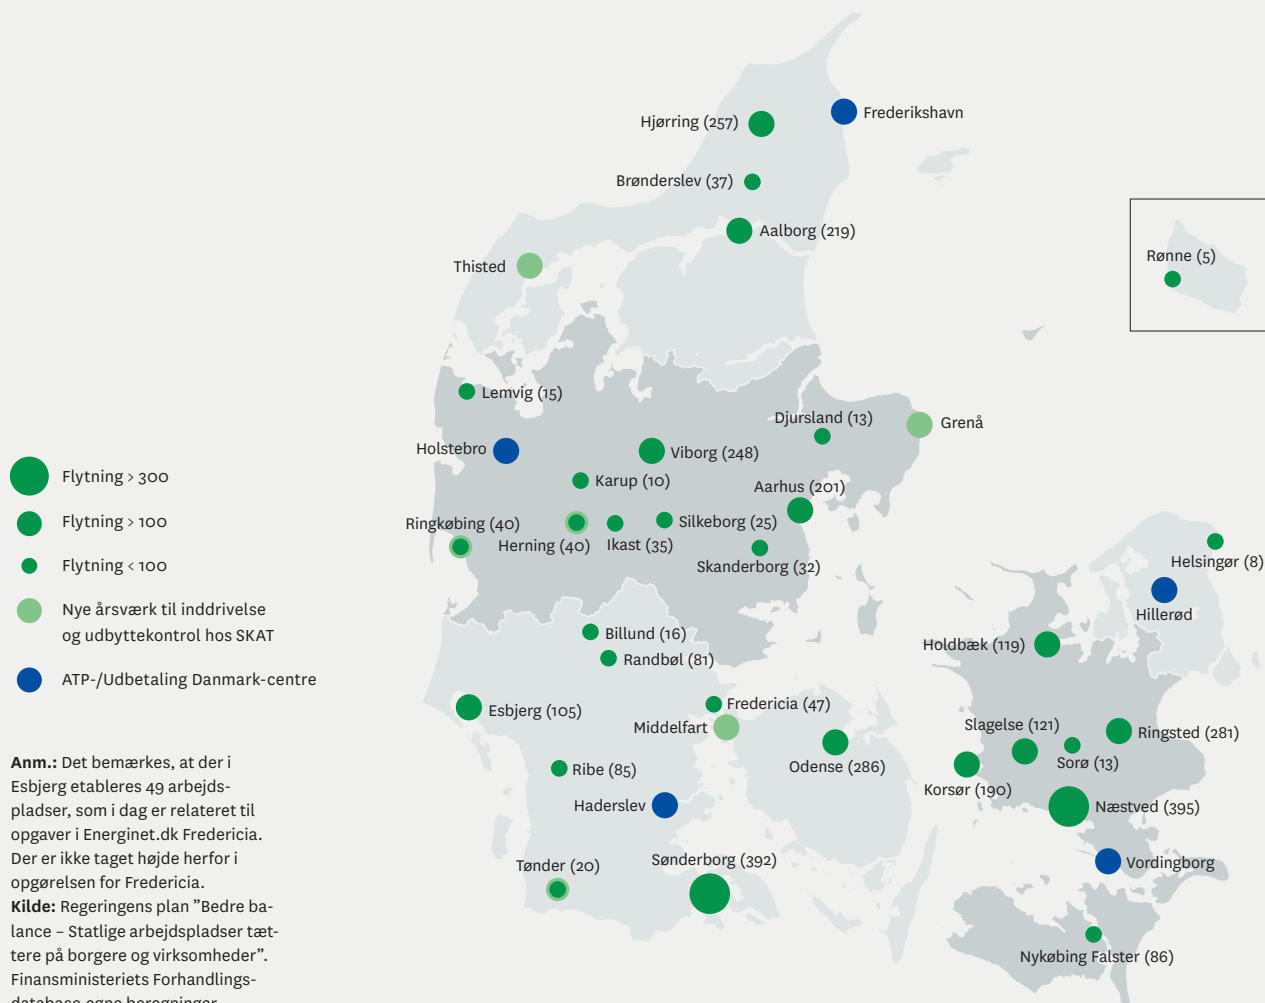 Hjørring (257)
Frederikshavn
Brønderslev (37)
Aalborg (219)
Thisted
Rønne (5)
Lemvig (15)
Djursland (13)
Grenå
Holstebro
Viborg (248)
Karup (10)
Aarhus (201)
Ringkøbing (40)
Herning (40)
Ikast (35)
Silkeborg (25)
Skanderborg (32)
Helsingør (8)
Hillerød
Billund (16)
Randbøl (81)
Holdbæk (119)
Esbjerg (105)
Fredericia (47)
Middelfart
Odense (286)
Slagelse (121)
Ringsted (281)
Sorø (13)
Korsør (190)
Ribe (85)
Haderslev
Næstved (395)
Tønder (20)
Sønderborg (392)
Vordingborg
Nykøbing Falster (86)
Flytning > 300
Flytning > 100
Flytning < 100
Nye årsværk til inddrivelse
og udbyttekontrol hos SKAT
ATP-/Udbetaling Danmark-centre
Anm.: Det bemærkes, at der i
Esbjerg etableres 49 arbejds-
pladser, som i dag er relateret til
opgaver i Energinet.dk Fredericia.
Der er ikke taget højde herfor i
opgørelsen for Fredericia.
Kilde: Regeringens plan ”Bedre ba-
lance – Statlige arbejdspladser tæt-
tere på borgere og virksomheder”.
Finansministeriets Forhandlings-
database egne beregninger